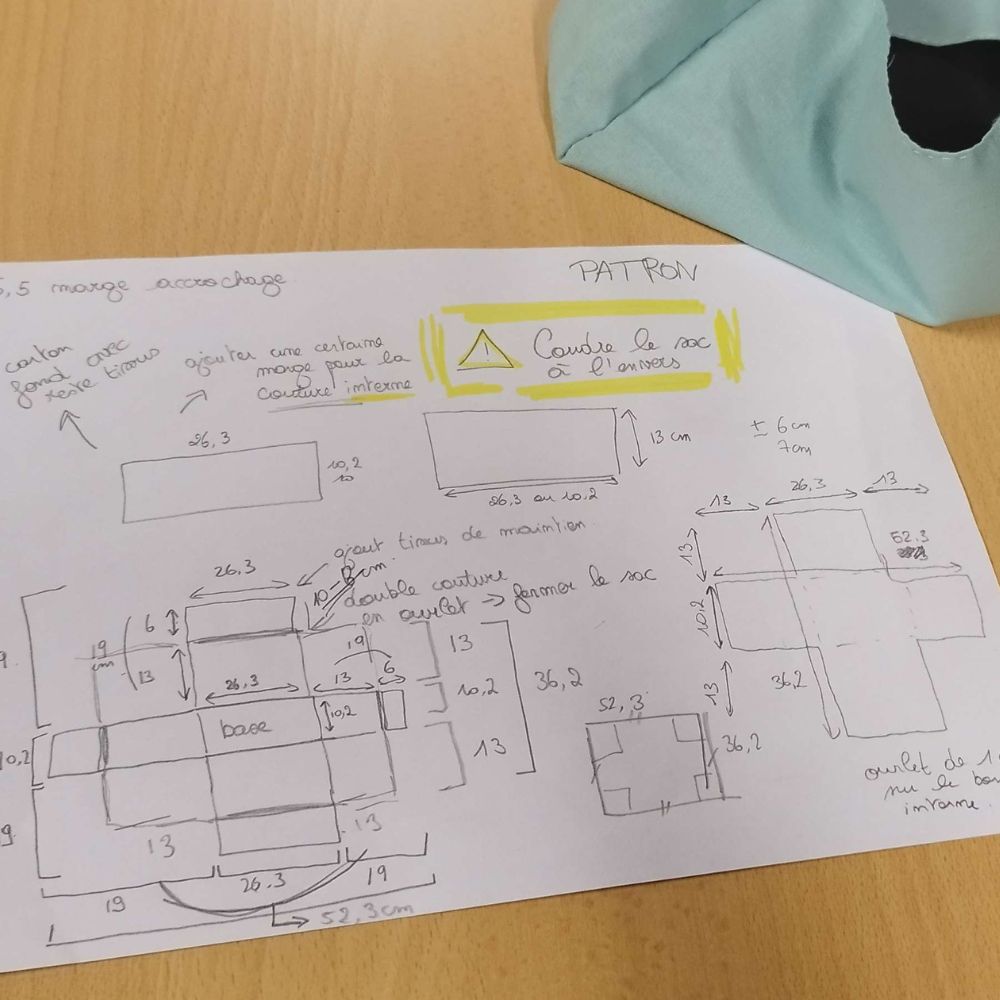 ,5 marge accrochage
PATRON
carton
fond avec
reste tissus
ajouter une certaine
marge pour la
couture interne
!
Coudre le sac
à l'envers
26,3
10,2
10
13 cm
26,3 ou 10,2
± 6 cm
7cm
13
26,3
13
52.3
13
10,2
13
36,2
ourlet de 1
sur le bo
interne.
ajout tissus de maintien.
10-8cm.
double couture
en ourlet → fermer le sac
26.3
6
19
cm
13
26,3
13
19
6
10,2
base
13
10,2
13
36,2
9
10,2
9
13
13
19
26.3
19
52,3cm
52,3
36,2